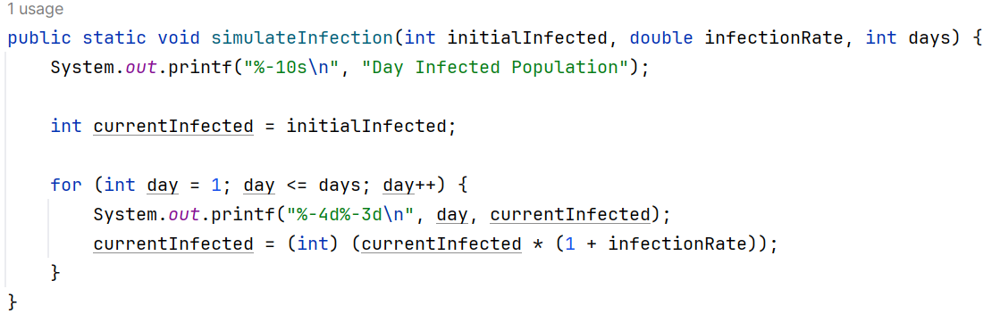 1 usage
public static void simulateInfection(int initialInfected, double infectionRate, int days) {
    System.out.printf("%-10s\n", "Day Infected Population");

    int currentInfected = initialInfected;

    for (int day = 1; day <= days; day++) {
        System.out.printf("%-4d%-3d\n", day, currentInfected);
        currentInfected = (int) (currentInfected * (1 + infectionRate));
    }
}